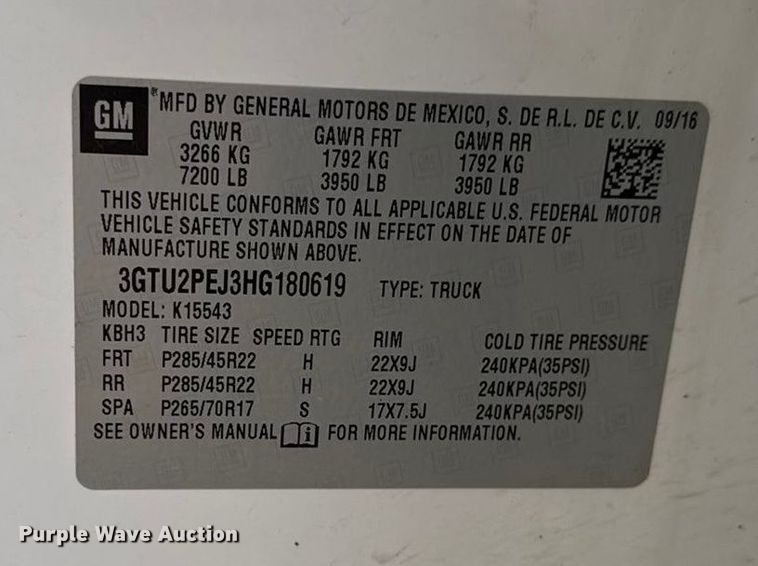 GM ® MFD BY GENERAL MOTORS DE MEXICO, S. DE R.L. DE C.V. 09/16
GVWR GAWR FRT GAWR RR
3266 KG 1792 KG 1792 KG
7200 LB 3950 LB 3950 LB
THIS VEHICLE CONFORMS TO ALL APPLICABLE U.S. FEDERAL MOTOR
VEHICLE SAFETY STANDARDS IN EFFECT ON THE DATE OF
MANUFACTURE SHOWN ABOVE.
3GTU2PEJ3HG180619 TYPE: TRUCK
MODEL: K15543
KBH3 TIRE SIZE SPEED RTG RIM COLD TIRE PRESSURE
FRT P285/45R22 H 22X9J 240KPA(35PSI)
RR P285/45R22 H 22X9J 240KPA(35PSI)
SPA P265/70R17 S 17X7.5J 240KPA(35PSI)
SEE OWNER'S MANUAL i FOR MORE INFORMATION.
Purple Wave Auction